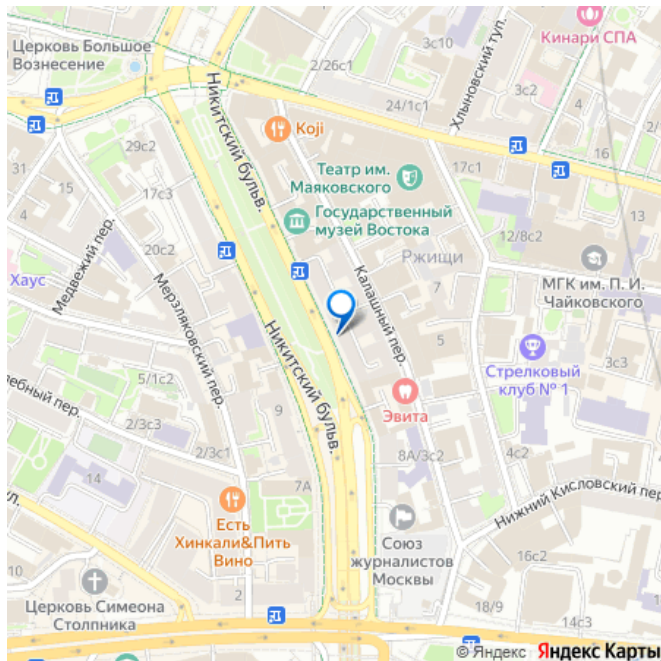 Кинари СПА
Церковь Большое
Вознесение
3с10
2/26с1
Хлыновский туп.
3с2
24/1с1
Никитский бульв.
Koji
29с2
16
31
15
17с3
Театр им.
Маяковского
17с1
4
Государственный
музей Востока
12/8с2
Медвежий пер.
20с2
Ржищи
МГК им. П. И.
Чайковского
Хаус
Мерзляковский пер.
Калашный пер.
7
5
Стрелковый
клуб № 1
3с3
Никитский бульв.
5/1с2
Эвита
лебный пер.
2/3с3
9
2/3с1
8А/3с2
4с2
14
7А
Нижний Кисловский пер
ул.
Есть
Хинкали&Пить
Вино
Союз
журналистов
Москвы
16с2
Церковь Симеона
Столпника
2
18/9
14с3
© Яндекс Яндекс Карты